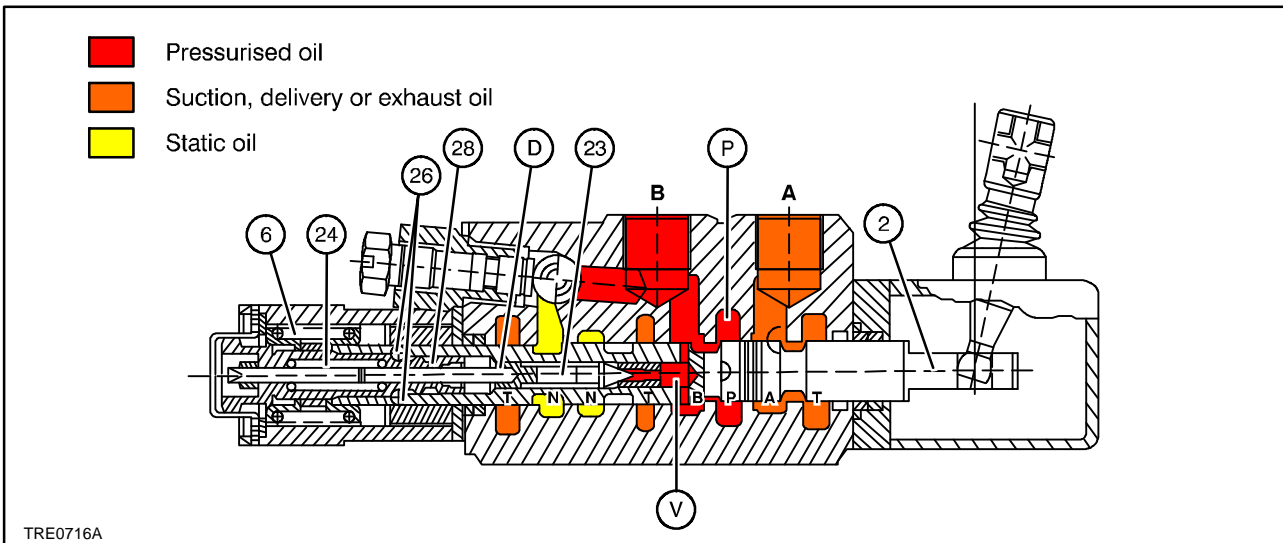 Pressurised oil
Suction, delivery or exhaust oil
Static oil
6
24
26
28
D
23
P
2
B
A
T
N
N
T
B
P
A
T
V
TRE0716A